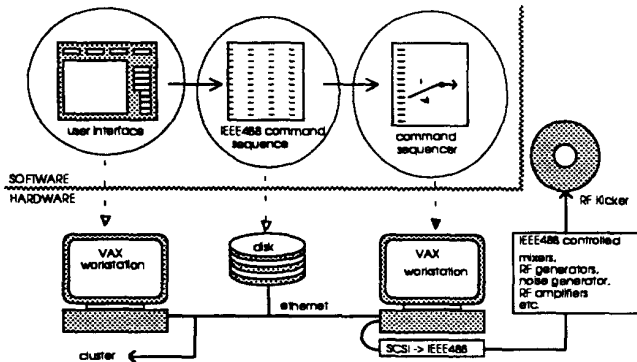 user interface
IEEE488 command
sequence
command
sequencer
SOFTWARE
HARDWARE
RF Kicker
VAX
workstation
disk
VAX
workstation
IEEE488 controlled
mixers,
RF generators,
noise generator,
RF amplifiers
etc.
ethernet
SCSI -> IEEE488
cluster